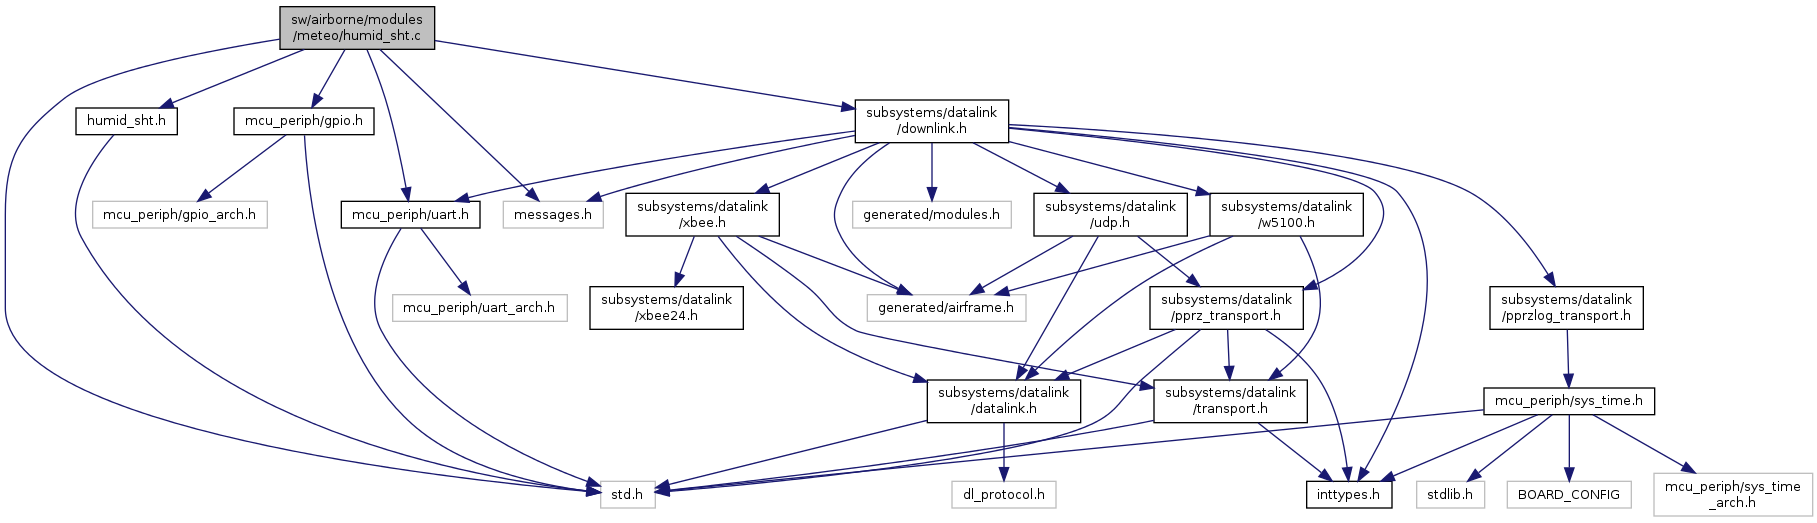 sw/airborne/modules
/meteo/humid_sht.c
humid_sht.h
mcu_periph/gpio.h
subsystems/datalink
/downlink.h
mcu_periph/gpio_arch.h
mcu_periph/uart.h
messages.h
subsystems/datalink
/xbee.h
generated/modules.h
subsystems/datalink
/udp.h
subsystems/datalink
/w5100.h
mcu_periph/uart_arch.h
subsystems/datalink
/xbee24.h
generated/airframe.h
subsystems/datalink
/pprz_transport.h
subsystems/datalink
/pprzlog_transport.h
subsystems/datalink
/datalink.h
subsystems/datalink
/transport.h
mcu_periph/sys_time.h
std.h
dl_protocol.h
inttypes.h
stdlib.h
BOARD_CONFIG
mcu_periph/sys_time
_arch.h